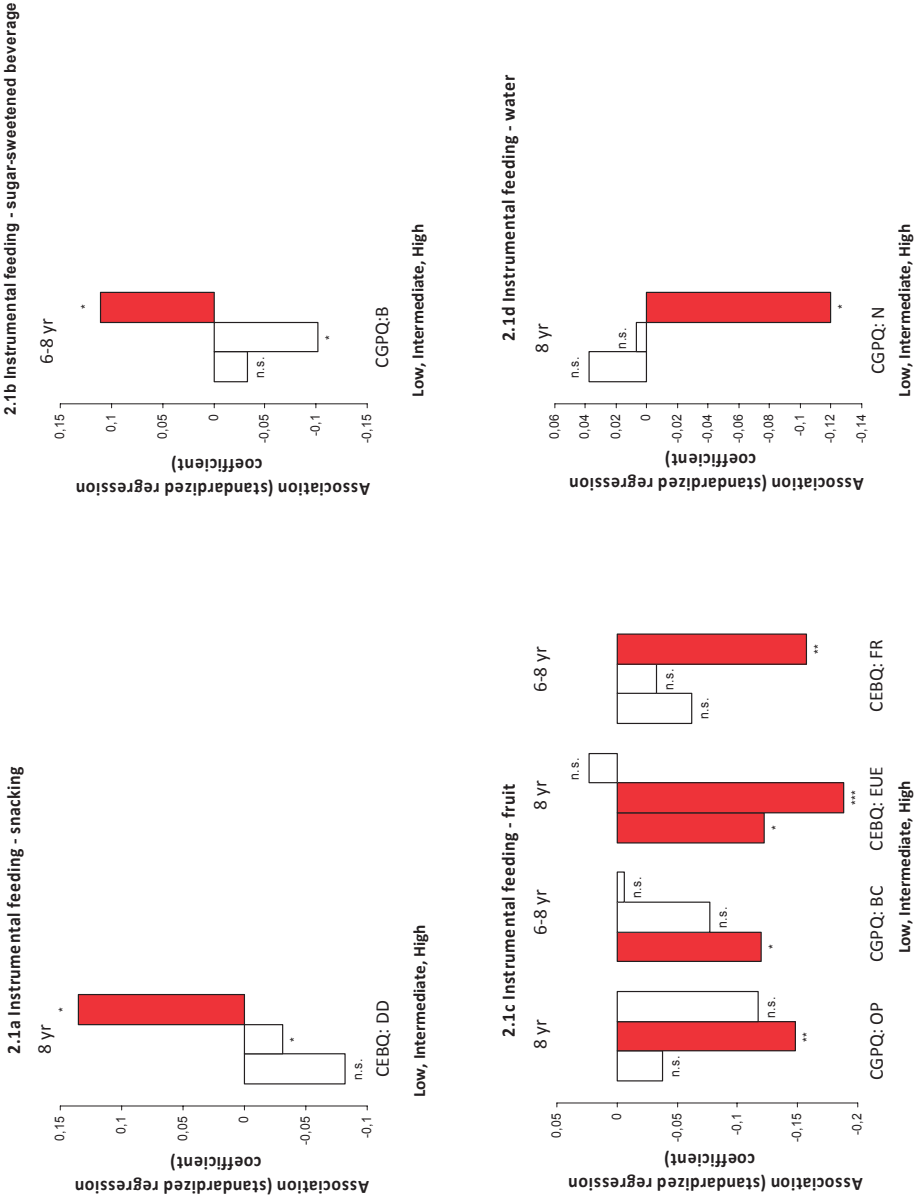 2.1a Instrumental feeding - snacking
8 yr
Association (standardized regression
coefficient)
0,15
0,1
0,05
0
-0,05
-0,1
n.s.
*
*
CEBQ: DD
Low, Intermediate, High
2.1b Instrumental feeding - sugar-sweetened beverage
6-8 yr
Association (standardized regression
coefficient)
0,15
0,1
0,05
0
-0,05
-0,1
-0,15
n.s.
*
*
CGPQ:B
Low, Intermediate, High
2.1c Instrumental feeding - fruit
8 yr 6-8 yr 8 yr 6-8 yr
Association (standardized regression
coefficient)
0,05
0
-0,05
-0,1
-0,15
-0,2
n.s. ** n.s.
* n.s. n.s.
* *** n.s.
n.s. n.s. **
CGPQ: OP CGPQ: BC CEBQ: EUE CEBQ: FR
Low, Intermediate, High
2.1d Instrumental feeding - water
8 yr
Association (standardized regression
coefficient)
0,06
0,04
0,02
0
-0,02
-0,04
-0,06
-0,08
-0,1
-0,12
-0,14
n.s.
n.s.
*
CGPQ: N
Low, Intermediate, High